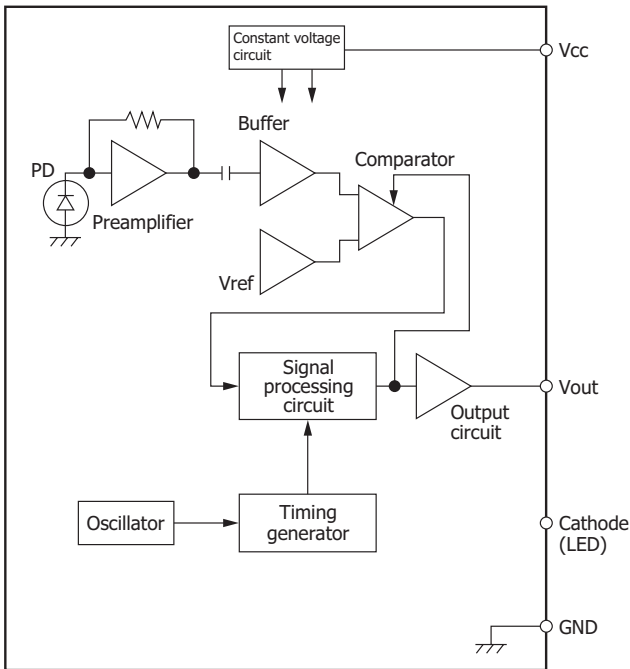 Constant voltage
circuit
Vcc
Buffer
Comparator
PD
Preamplifier
Vref
Signal
processing
circuit
Vout
Output
circuit
Oscillator
Timing
generator
Cathode
(LED)
GND